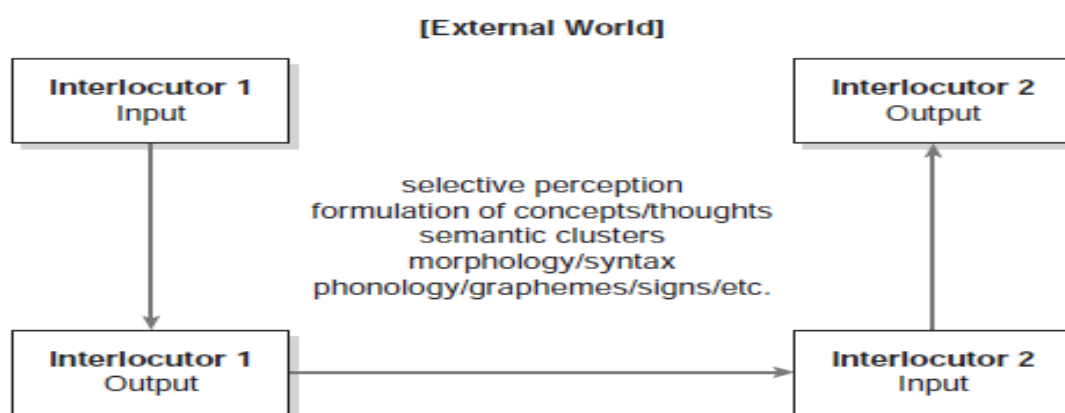 [External World]
Interlocutor 1
Input
Interlocutor 2
Output
selective perception
formulation of concepts/thoughts
semantic clusters
morphology/syntax
phonology/graphemes/signs/etc.
Interlocutor 1
Output
Interlocutor 2
Input